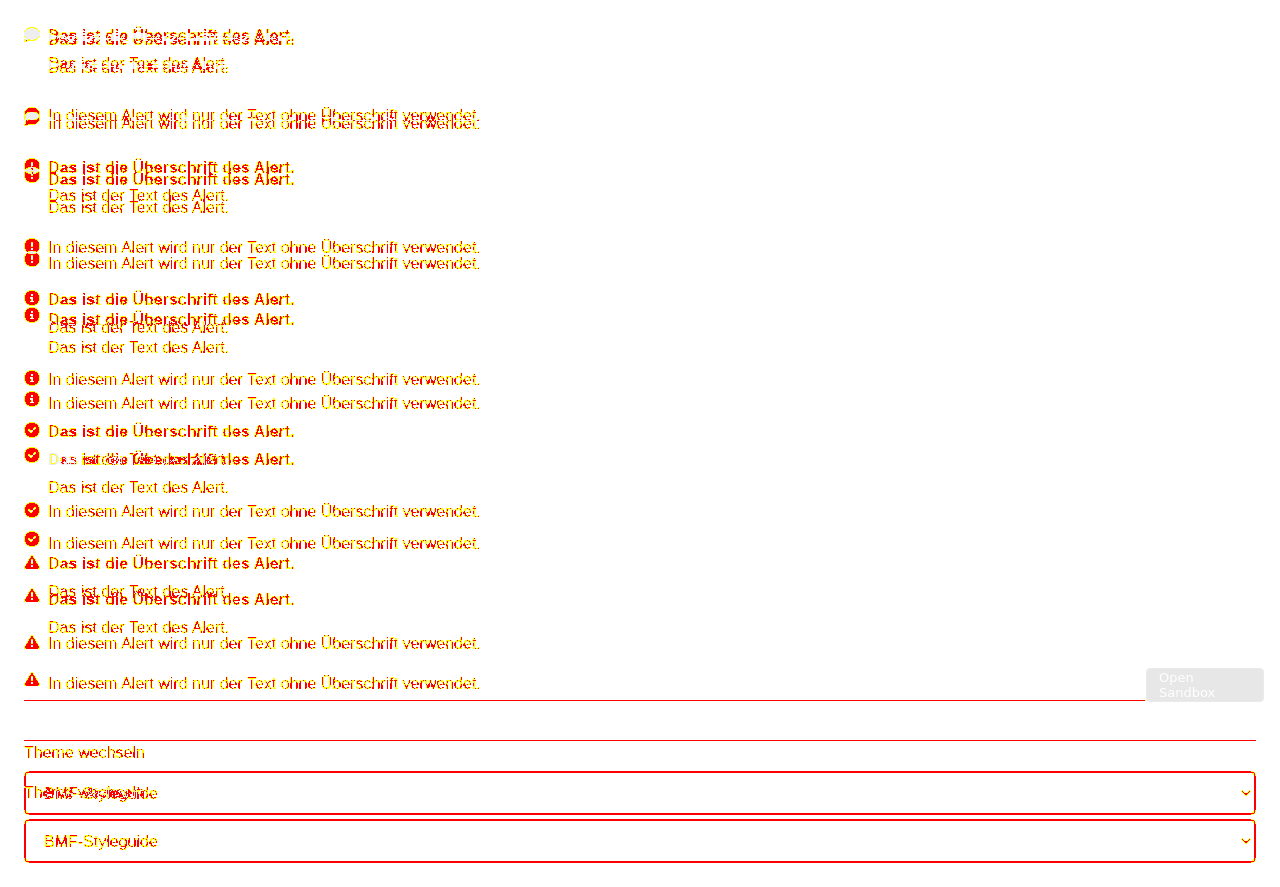 Das ist die Überschrift des Alert.
Das ist der Text des Alert.
In diesem Alert wird nur der Text ohne Überschrift verwendet.
In diesem Alert wird nur der Text ohne Überschrift verwendet.
Das ist die Überschrift des Alert.
Das ist die Überschrift des Alert.
Das ist der Text des Alert.
Das ist der Text des Alert.
In diesem Alert wird nur der Text ohne Überschrift verwendet.
In diesem Alert wird nur der Text ohne Überschrift verwendet.
Das ist die Überschrift des Alert.
Das ist die Überschrift des Alert.
Das ist der Text des Alert.
Das ist der Text des Alert.
In diesem Alert wird nur der Text ohne Überschrift verwendet.
In diesem Alert wird nur der Text ohne Überschrift verwendet.
Das ist die Überschrift des Alert.
Das ist die Überschrift des Alert.
Das ist der Text des Alert.
In diesem Alert wird nur der Text ohne Überschrift verwendet.
In diesem Alert wird nur der Text ohne Überschrift verwendet.
Das ist die Überschrift des Alert.
Das ist der Text des Alert.
Das ist die Überschrift des Alert.
Das ist der Text des Alert.
In diesem Alert wird nur der Text ohne Überschrift verwendet.
In diesem Alert wird nur der Text ohne Überschrift verwendet.
Open
Sandbox
Theme wechseln
BMF-Styleguide
BMF-Styleguide